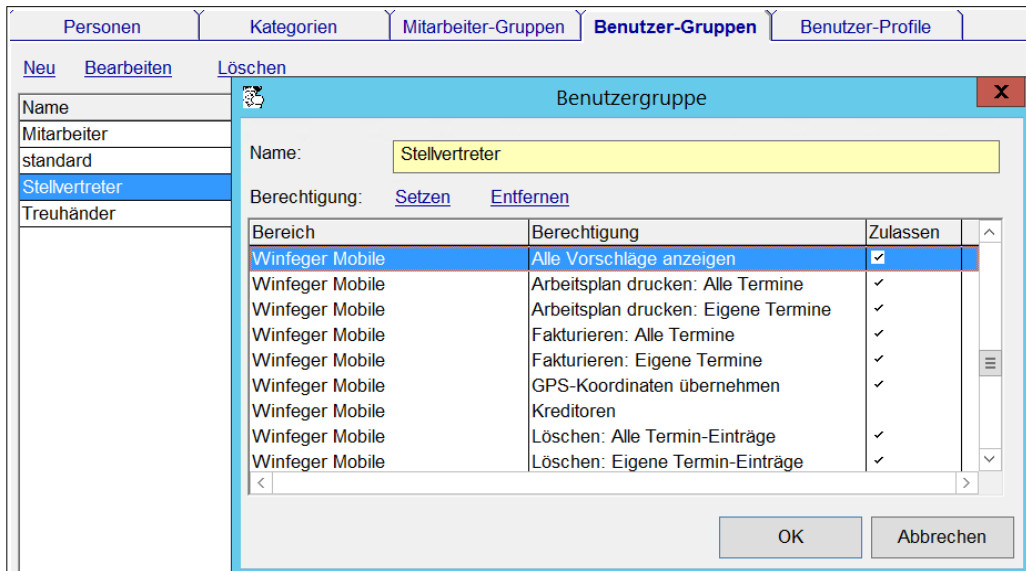 Personen Kategorien Mitarbeiter-Gruppen Benutzer-Gruppen Benutzer-Profile
Neu Bearbeiten Löschen
Name
Mitarbeiter
standard
Stellvertreter
Treuhänder
Benutzergruppe
Name: Stellvertreter
Berechtigung: Setzen Entfernen
Bereich Berechtigung Zulassen
Winfeger Mobile Alle Vorschläge anzeigen
Winfeger Mobile Arbeitsplan drucken: Alle Termine
Winfeger Mobile Arbeitsplan drucken: Eigene Termine
Winfeger Mobile Fakturieren: Alle Termine
Winfeger Mobile Fakturieren: Eigene Termine
Winfeger Mobile GPS-Koordinaten übernehmen
Winfeger Mobile Kreditoren
Winfeger Mobile Löschen: Alle Termin-Einträge
Winfeger Mobile Löschen: Eigene Termin-Einträge
OK Abbrechen